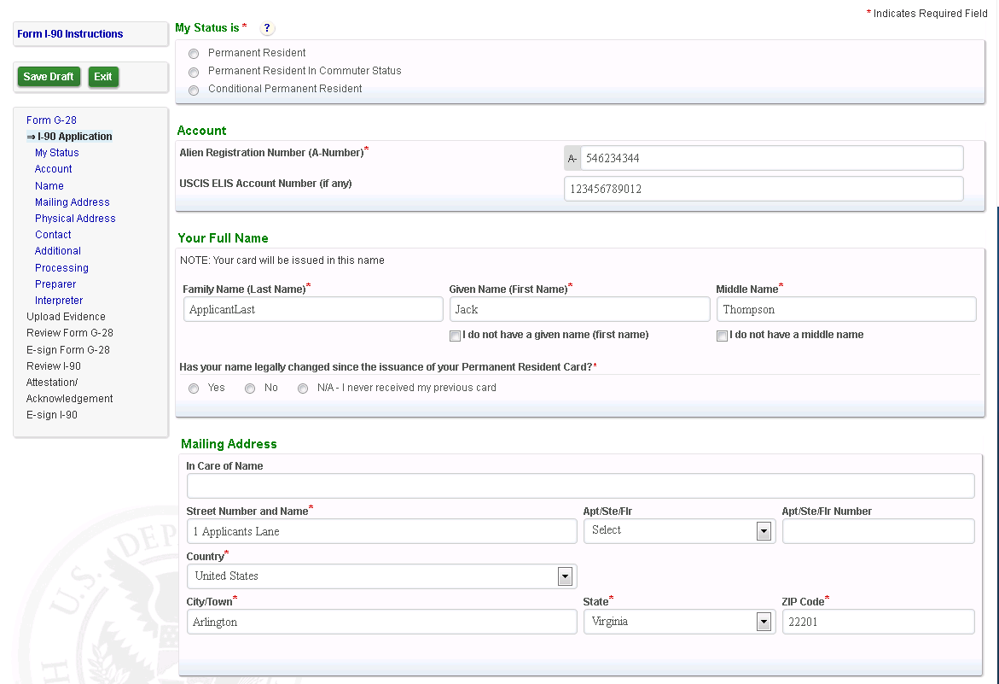 * Indicates Required Field
Form I-90 Instructions
Save Draft Exit
Form G-28
⇒ I-90 Application
My Status
Account
Name
Mailing Address
Physical Address
Contact
Additional
Processing
Preparer
Interpreter
Upload Evidence
Review Form G-28
E-sign Form G-28
Review I-90
Attestation/
Acknowledgement
E-sign I-90
My Status is * ?
Permanent Resident
Permanent Resident In Commuter Status
Conditional Permanent Resident
Account
Alien Registration Number (A-Number)* A- 546234344
USCIS ELIS Account Number (if any) 123456789012
Your Full Name
NOTE: Your card will be issued in this name
Family Name (Last Name)* Given Name (First Name)* Middle Name*
ApplicantLast Jack Thompson
I do not have a given name (first name) I do not have a middle name
Has your name legally changed since the issuance of your Permanent Resident Card?*
Yes No N/A - I never received my previous card
Mailing Address
In Care of Name
Street Number and Name* Apt/Ste/Flr Apt/Ste/Flr Number
1 Applicants Lane Select
Country*
United States
City/Town* State* ZIP Code*
Arlington Virginia 22201
U.S. DEP